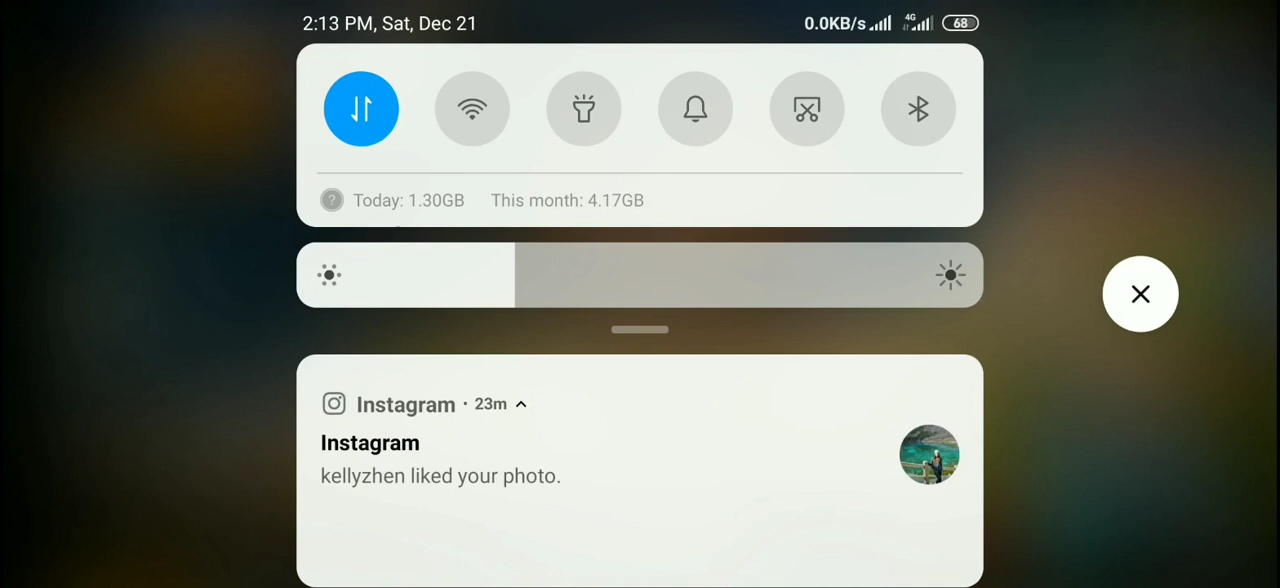 2:13 PM, Sat, Dec 21 0.0KB/s 4G 68
? Today: 1.30GB This month: 4.17GB
Instagram · 23m
Instagram
kellyzhen liked your photo.